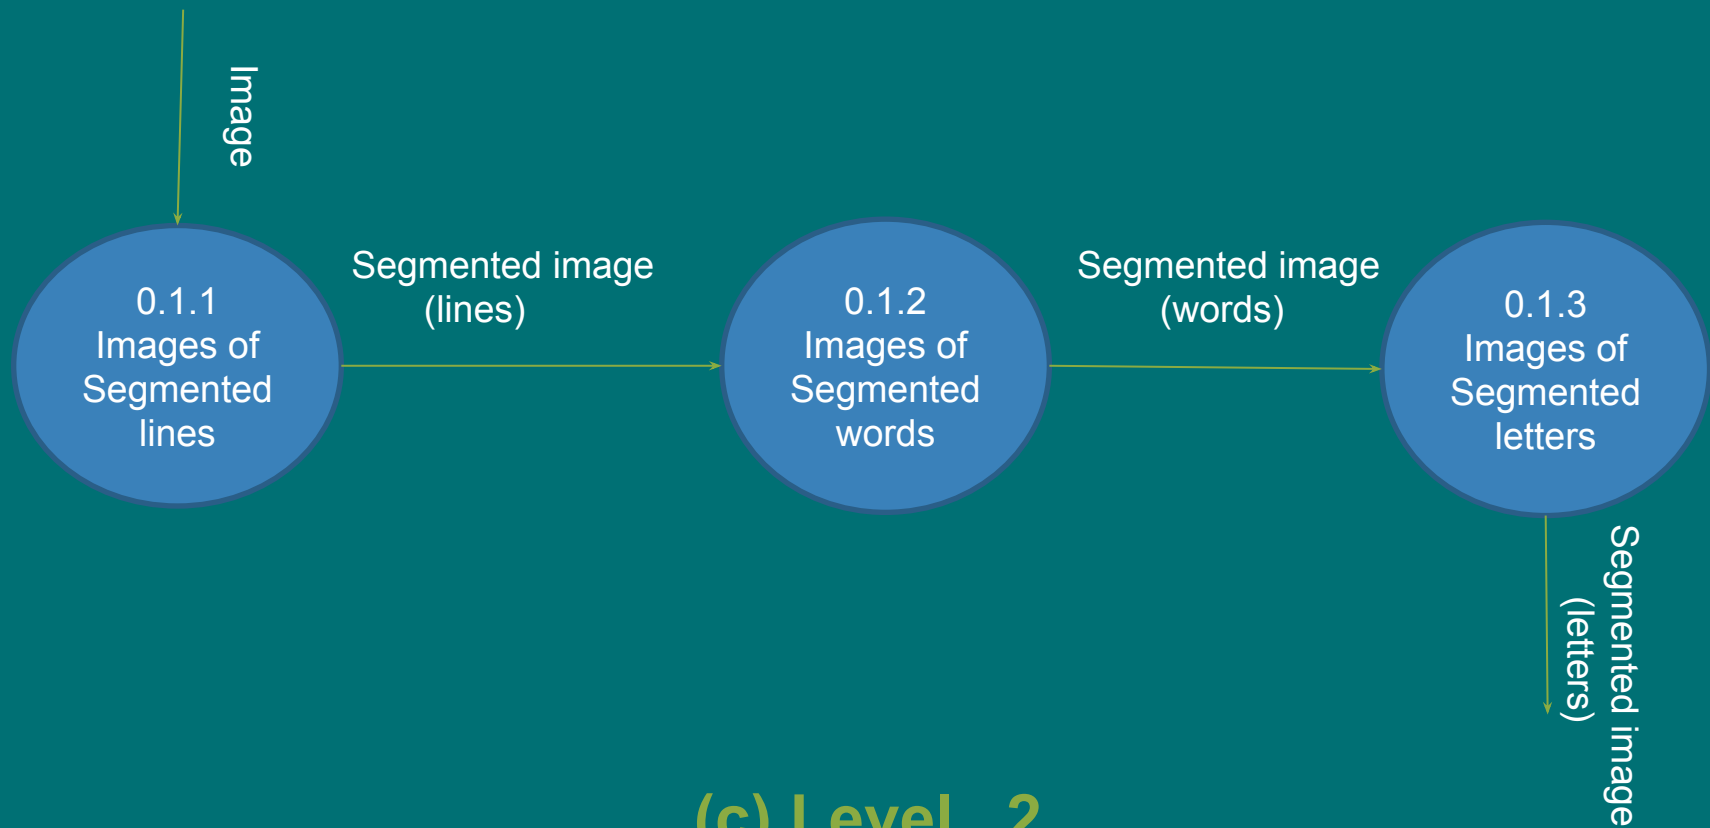 Image
0.1.1
Images of
Segmented
lines
Segmented image
(lines)
0.1.2
Images of
Segmented
words
Segmented image
(words)
0.1.3
Images of
Segmented
letters
Segmented image
(letters)
(c) Level 2